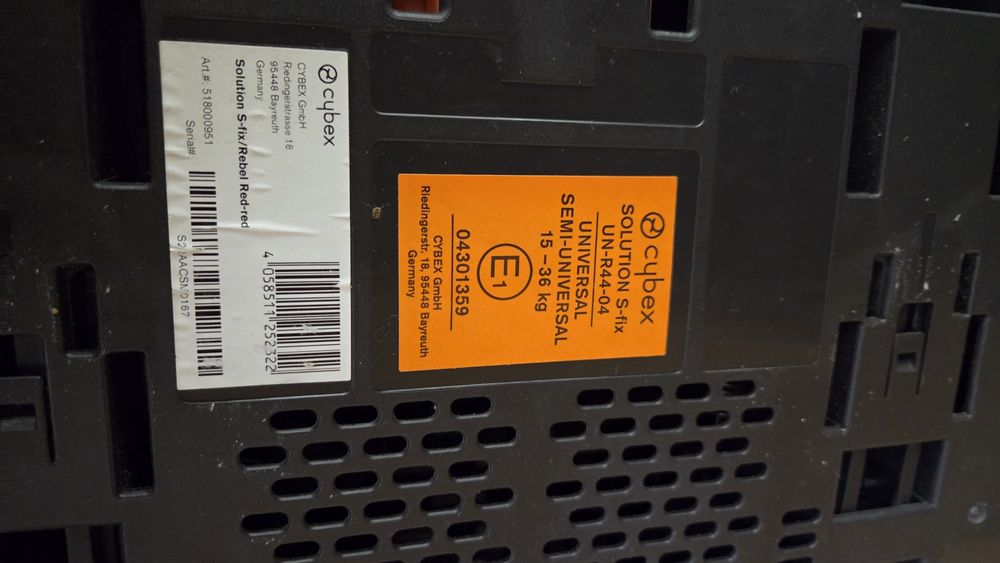 cybex
CYBEX GmbH
Riedingerstrasse 18
95448 Bayreuth
Germany
Solution S-fix/Rebel Red-red
4 058511 252322
Art.#: 518000951
Serial#:
cybex
SOLUTION S-fix
UN-R44-04
UNIVERSAL
SEMI-UNIVERSAL
15 – 36 kg
E1
04301359
CYBEX GmbH
Riedingerstr. 18, 95448 Bayreuth
Germany